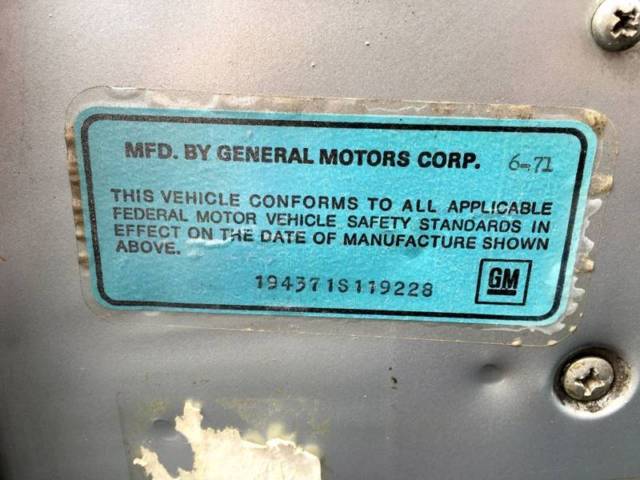 MFD. BY GENERAL MOTORS CORP. 6-71
THIS VEHICLE CONFORMS TO ALL APPLICABLE
FEDERAL MOTOR VEHICLE SAFETY STANDARDS IN
EFFECT ON THE DATE OF MANUFACTURE SHOWN
ABOVE.
194371S119228
GM